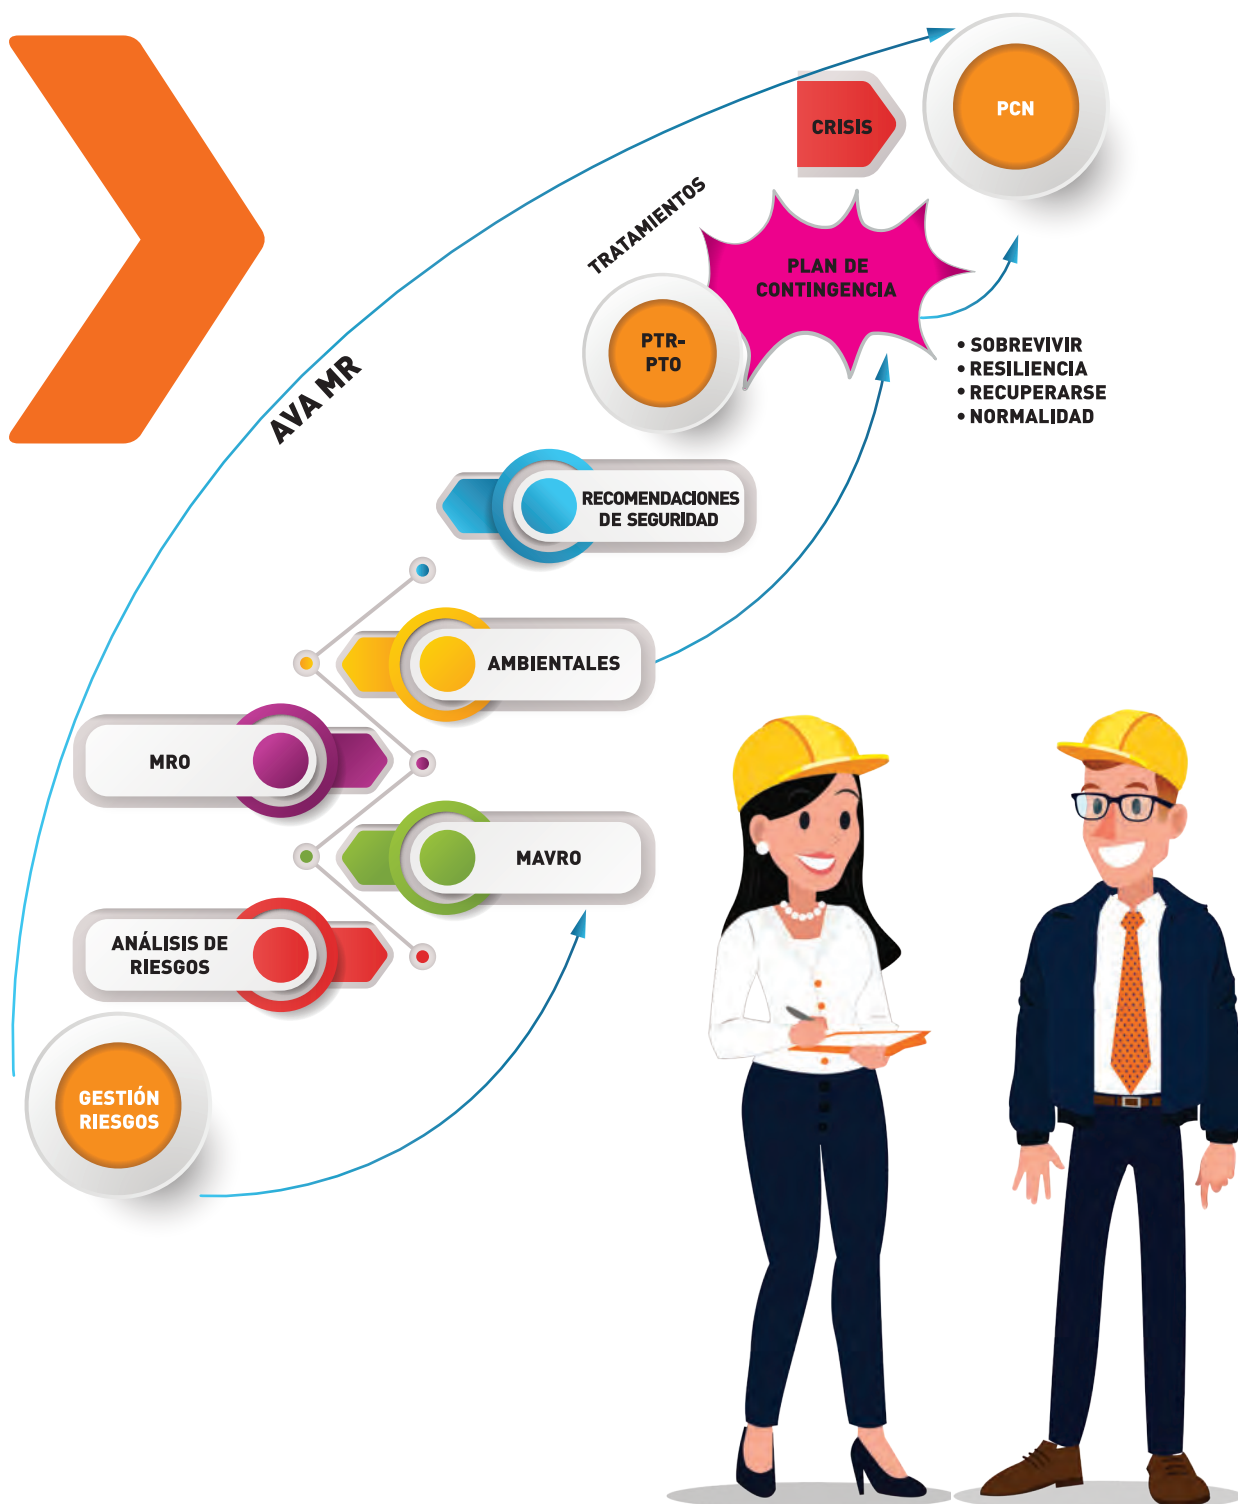 PCN
CRISIS
TRATAMIENTOS
PLAN DE
CONTINGENCIA
PTR-
PTO
• SOBREVIVIR
• RESILIENCIA
• RECUPERARSE
• NORMALIDAD
AVA MR
RECOMENDACIONES
DE SEGURIDAD
AMBIENTALES
MRO
MAVRO
ANÁLISIS DE
RIESGOS
GESTIÓN
RIESGOS